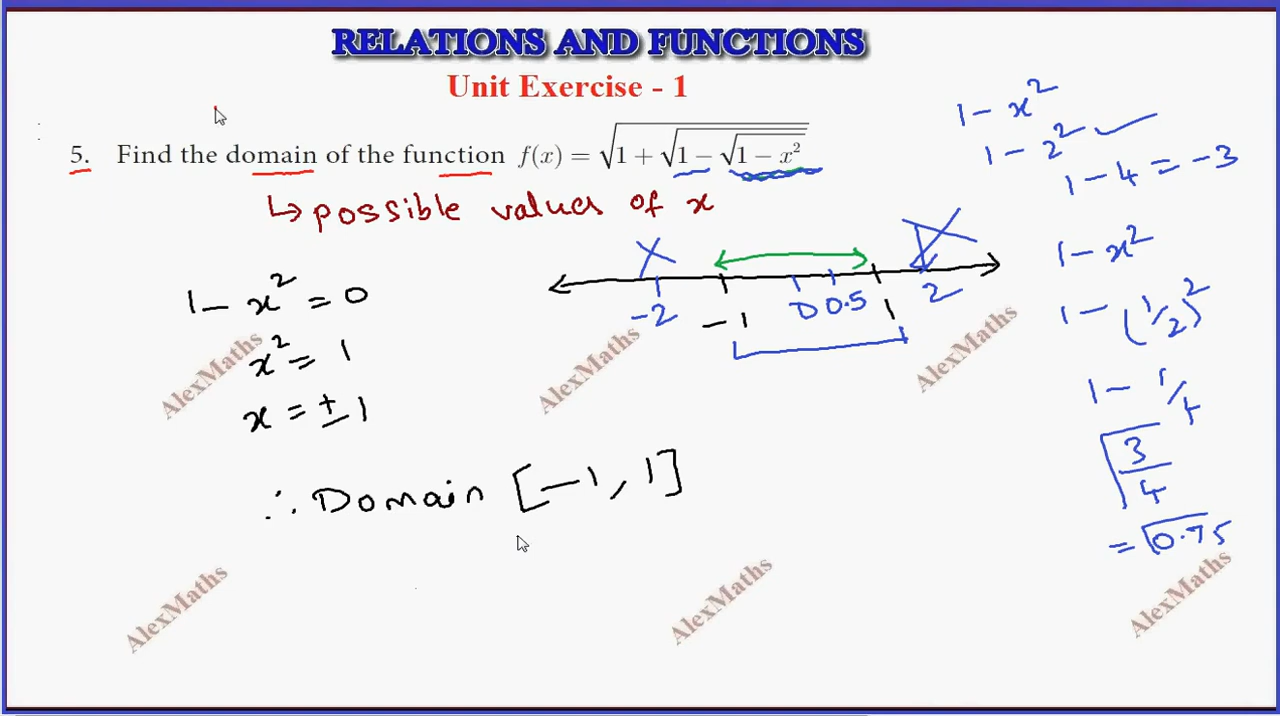 RELATIONS AND FUNCTIONS
Unit Exercise - 1
5. Find the domain of the function f(x) = √(1 + √(1 − √(1 − x²)))
↳ possible values of x
1 - x² = 0
x² = 1
x = ± 1
∴ Domain [-1, 1]
-2 -1 0 0.5 1 2
1 - x²
1 - 2² ✓
1 - 4 = -3
1 - x²
1 - (1/2)²
1 - 1/4
√3/4
= √0.75
AlexMaths
AlexMaths
AlexMaths
AlexMaths
AlexMaths
AlexMaths